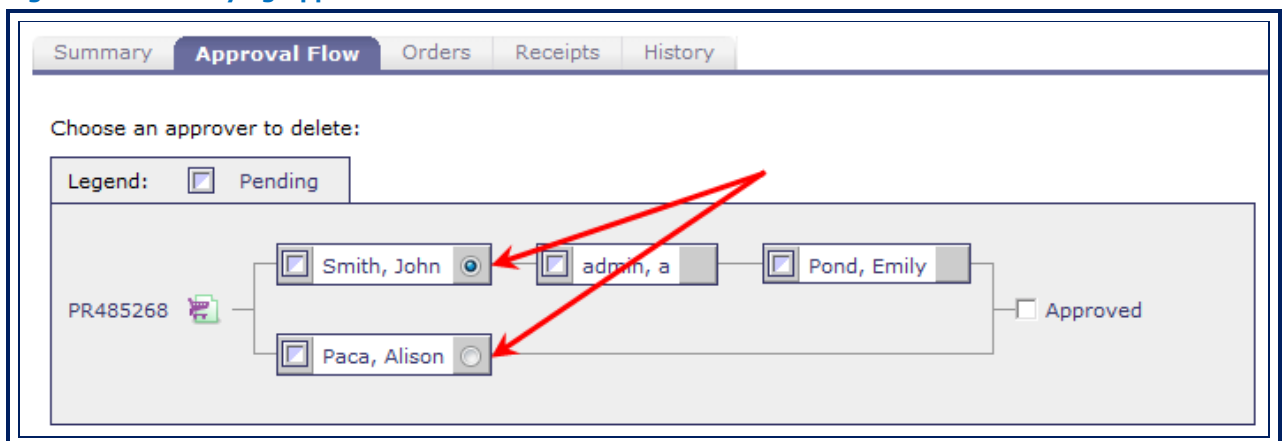 Summary Approval Flow Orders Receipts History
Choose an approver to delete:
Legend: Pending
Smith, John admin, a Pond, Emily
PR485268 Approved
Paca, Alison